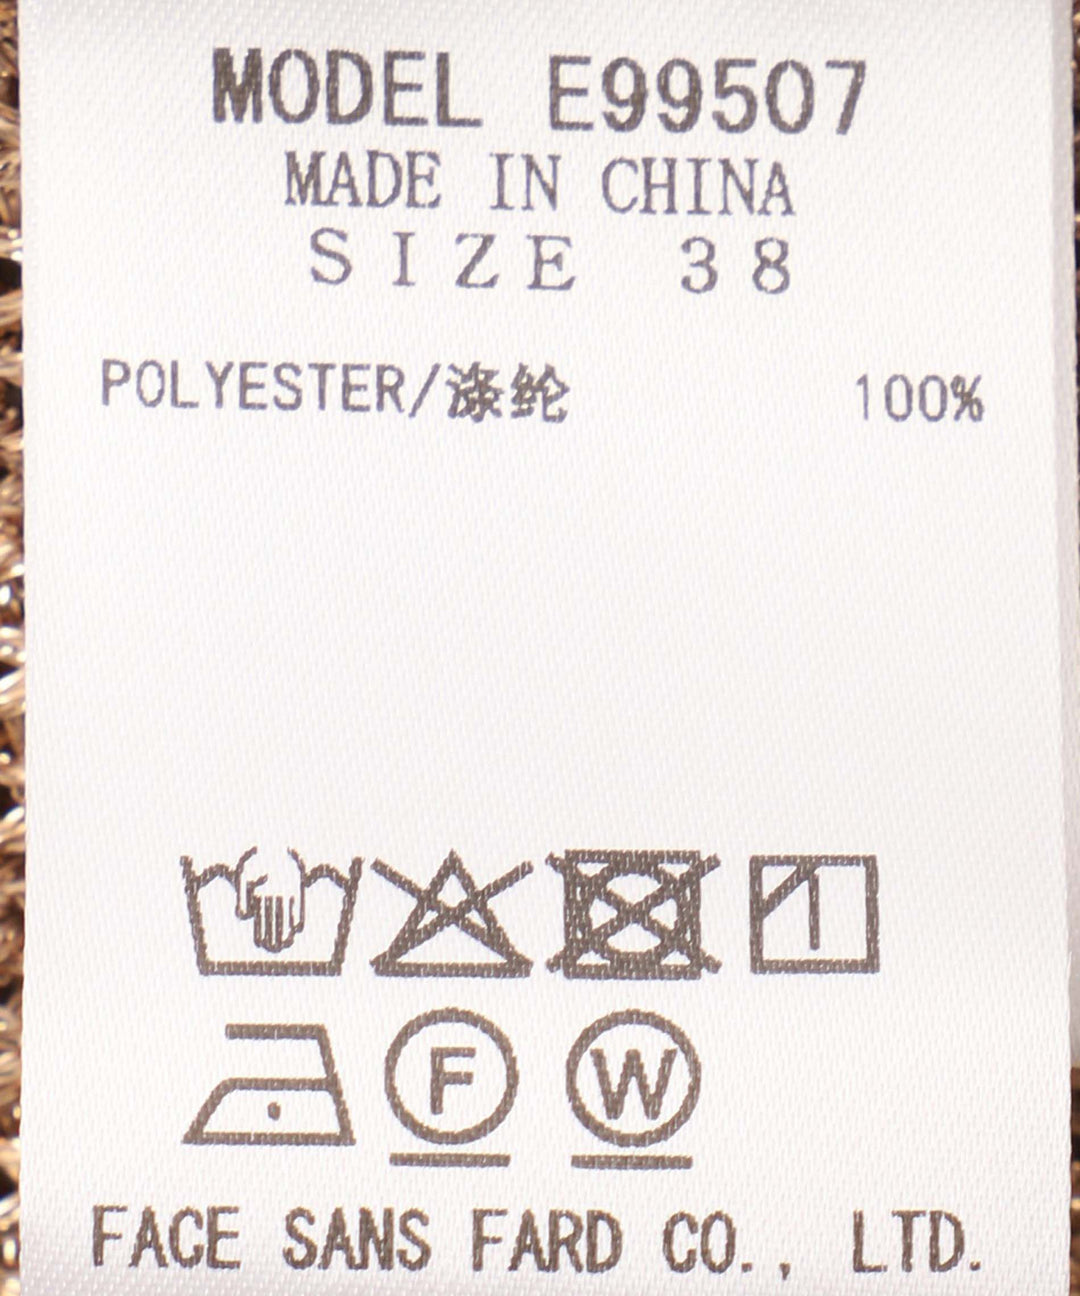 MODEL E99507
MADE IN CHINA
SIZE 38
POLYESTER/涤纶 100%
F W
FACE SANS FARD CO., LTD.